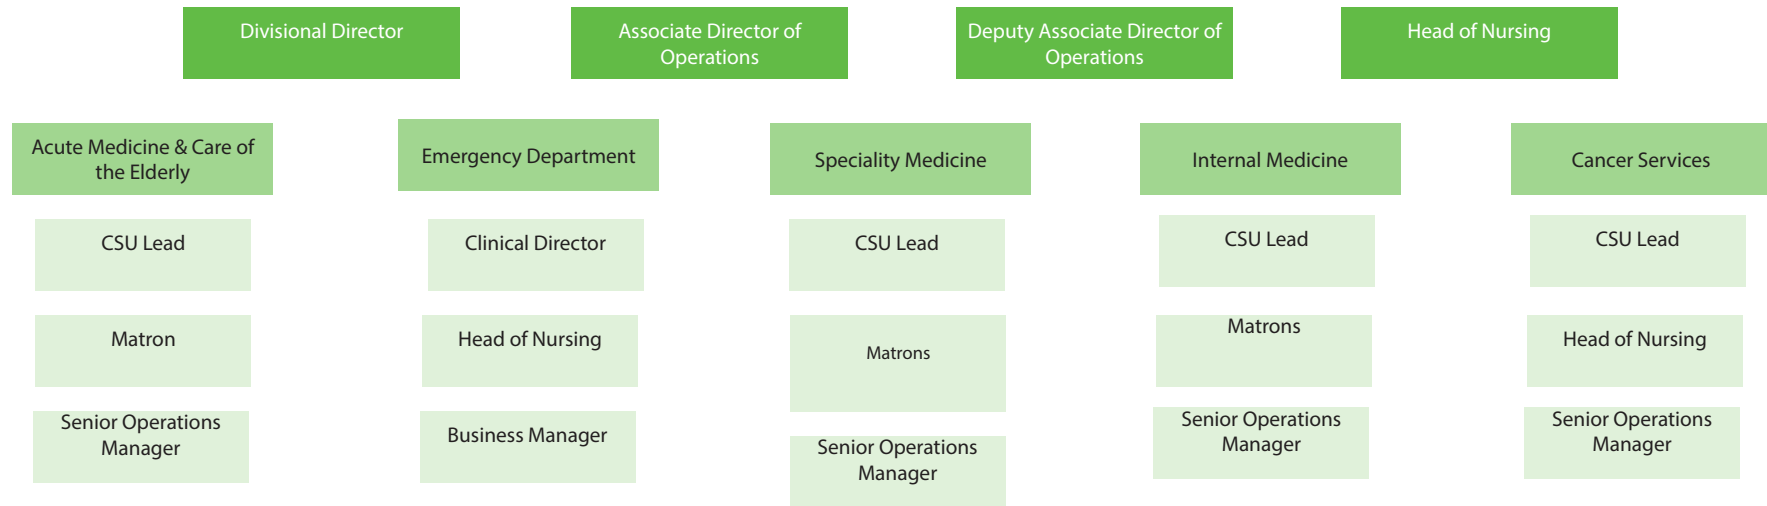 Divisional Director
Associate Director of
Operations
Deputy Associate Director of
Operations
Head of Nursing
Acute Medicine & Care of
the Elderly
Emergency Department
Speciality Medicine
Internal Medicine
Cancer Services
CSU Lead
Clinical Director
CSU Lead
CSU Lead
CSU Lead
Matron
Head of Nursing
Matrons
Matrons
Head of Nursing
Senior Operations
Manager
Business Manager
Senior Operations
Manager
Senior Operations
Manager
Senior Operations
Manager